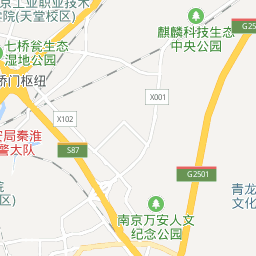 京工业职业技术
学院(天堂校区)
麒麟科技生态
中央公园
G25
七桥瓮生态
湿地公园
桥门枢纽
X001
X102
安局秦淮
警大队
S87
G2501
院
区)
青龙
文化
南京万安人文
纪念公园